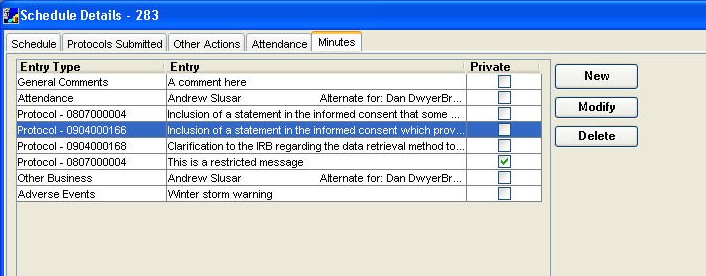 Schedule Details - 283
Schedule Protocols Submitted Other Actions Attendance Minutes
Entry Type Entry Private
General Comments A comment here
Attendance Andrew Slusar Alternate for: Dan DwyerBr...
Protocol - 0807000004 Inclusion of a statement in the informed consent that some ...
Protocol - 0904000166 Inclusion of a statement in the informed consent which prov...
Protocol - 0904000168 Clarification to the IRB regarding the data retrieval method to...
Protocol - 0807000004 This is a restricted message
Other Business Andrew Slusar Alternate for: Dan DwyerBr...
Adverse Events Winter storm warning
New
Modify
Delete